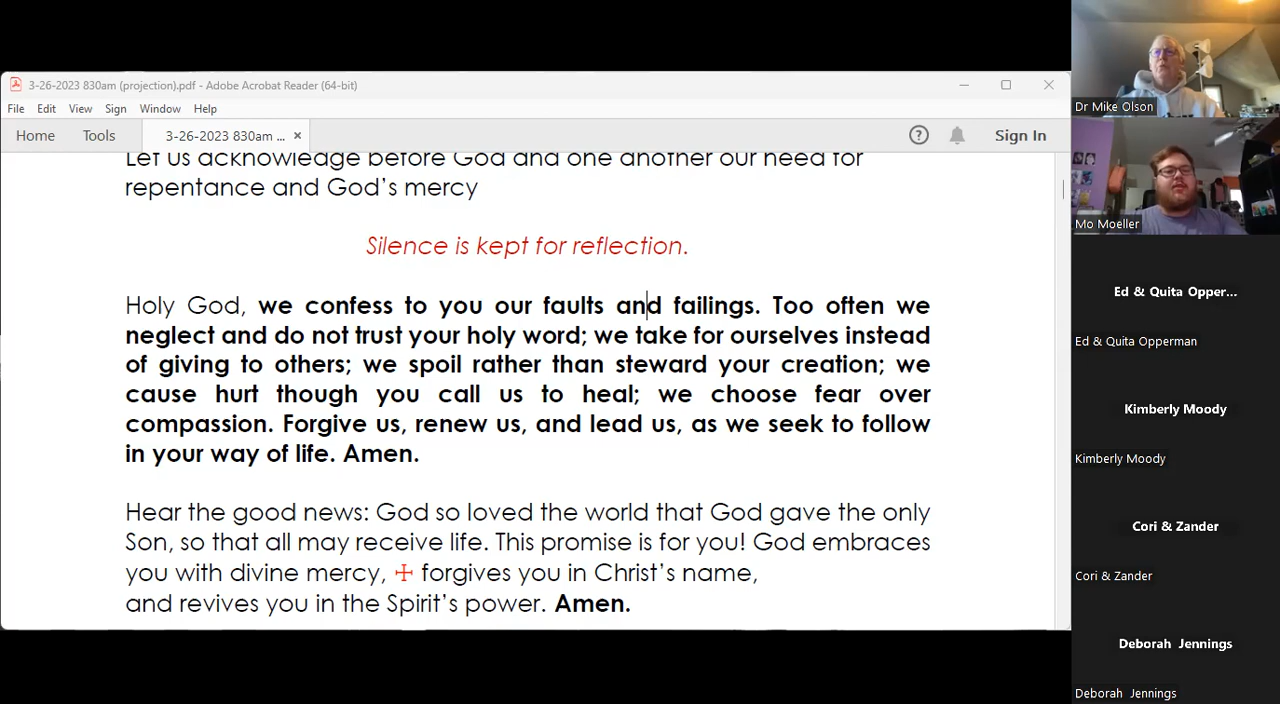 3-26-2023 830am (projection).pdf - Adobe Acrobat Reader (64-bit)
File Edit View Sign Window Help
Home Tools 3-26-2023 830am ... × Sign In
Let us acknowledge before God and one another our need for
repentance and God's mercy
Silence is kept for reflection.
Holy God, we confess to you our faults and failings. Too often we
neglect and do not trust your holy word; we take for ourselves instead
of giving to others; we spoil rather than steward your creation; we
cause hurt though you call us to heal; we choose fear over
compassion. Forgive us, renew us, and lead us, as we seek to follow
in your way of life. Amen.
Hear the good news: God so loved the world that God gave the only
Son, so that all may receive life. This promise is for you! God embraces
you with divine mercy, ☩ forgives you in Christ's name,
and revives you in the Spirit's power. Amen.
Dr Mike Olson
Mo Moeller
Ed & Quita Opper...
Ed & Quita Opperman
Kimberly Moody
Kimberly Moody
Cori & Zander
Cori & Zander
Deborah Jennings
Deborah Jennings